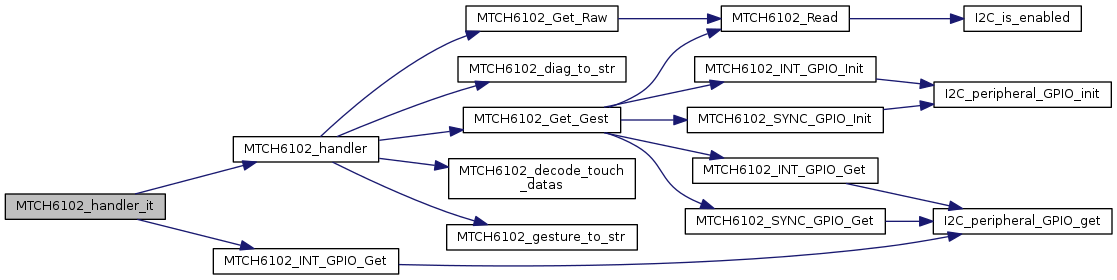 MTCH6102_Get_Raw
MTCH6102_Read
I2C_is_enabled
MTCH6102_diag_to_str
MTCH6102_INT_GPIO_Init
I2C_peripheral_GPIO_init
MTCH6102_Get_Gest
MTCH6102_SYNC_GPIO_Init
MTCH6102_handler
MTCH6102_decode_touch
_datas
MTCH6102_INT_GPIO_Get
MTCH6102_handler_it
MTCH6102_SYNC_GPIO_Get
I2C_peripheral_GPIO_get
MTCH6102_gesture_to_str
MTCH6102_INT_GPIO_Get